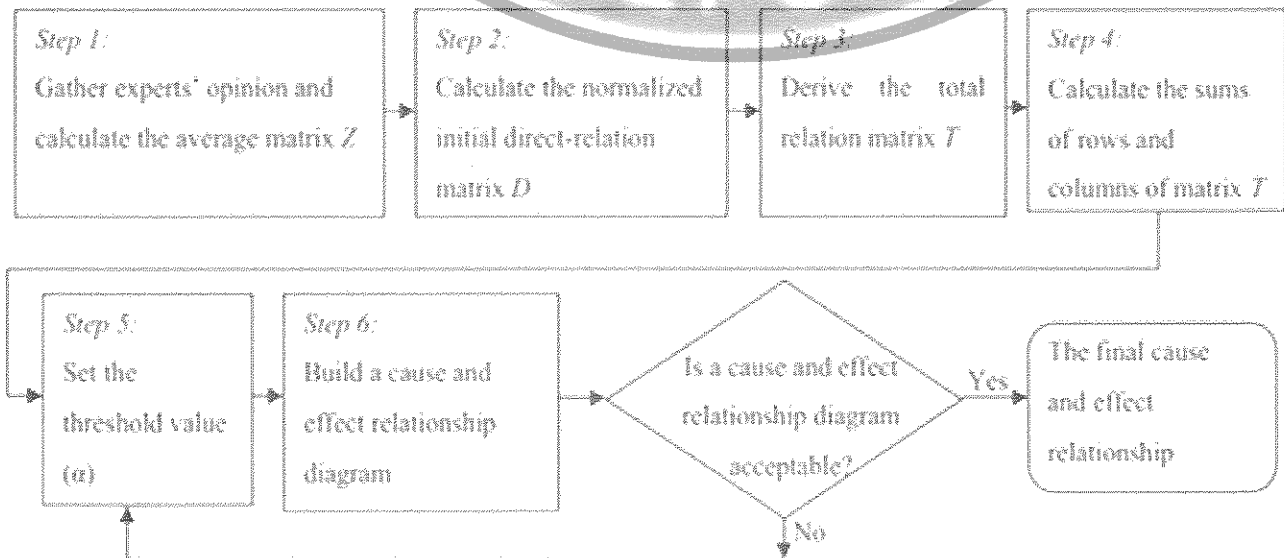 Step 1:
Gather experts' opinion and
calculate the average matrix Z
Step 2:
Calculate the normalized
initial direct-relation
matrix D
Step 3:
Derive the total
relation matrix T
Step 4:
Calculate the sums
of rows and
columns of matrix T
Step 5:
Set the
threshold value
(α)
Step 6:
Build a cause and
effect relationship
diagram
Is a cause and effect
relationship diagram
acceptable?
Yes
The final cause
and effect
relationship
No